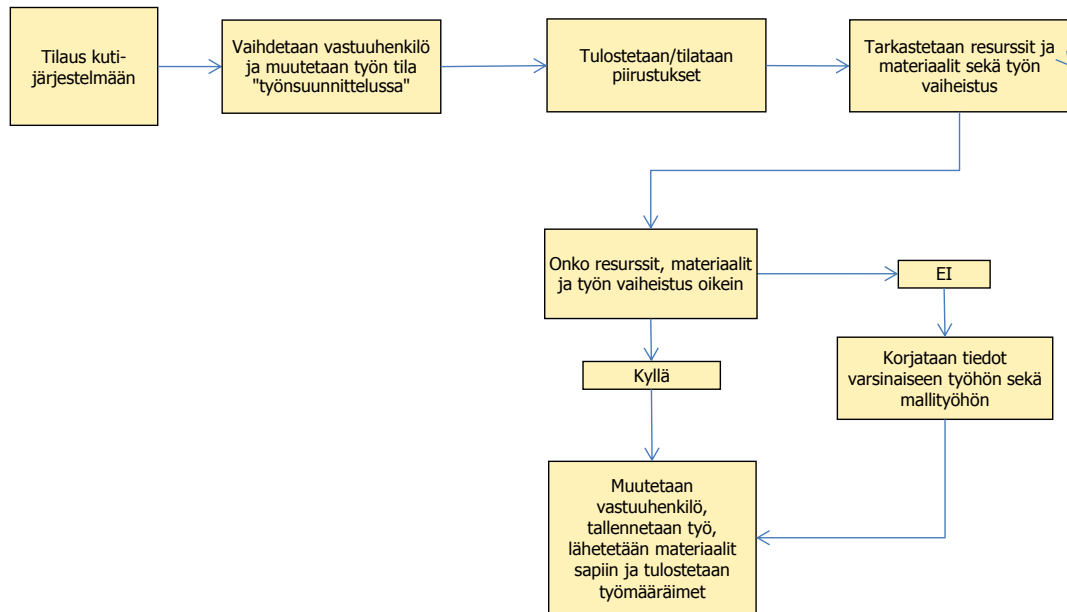 Tilaus kuti-
järjestelmään
Vaihdetaan vastuuhenkilö
ja muutetaan työn tila
"työnsuunnittelussa"
Tulostetaan/tilataan
piirustukset
Tarkastetaan resurssit ja
materiaalit sekä työn
vaiheistus
Onko resurssit, materiaalit
ja työn vaiheistus oikein
EI
Kyllä
Korjataan tiedot
varsinaiseen työhön sekä
mallityöhön
Muutetaan
vastuuhenkilö,
tallennetaan työ,
lähetetään materiaalit
sapiin ja tulostetaan
työmääräimet